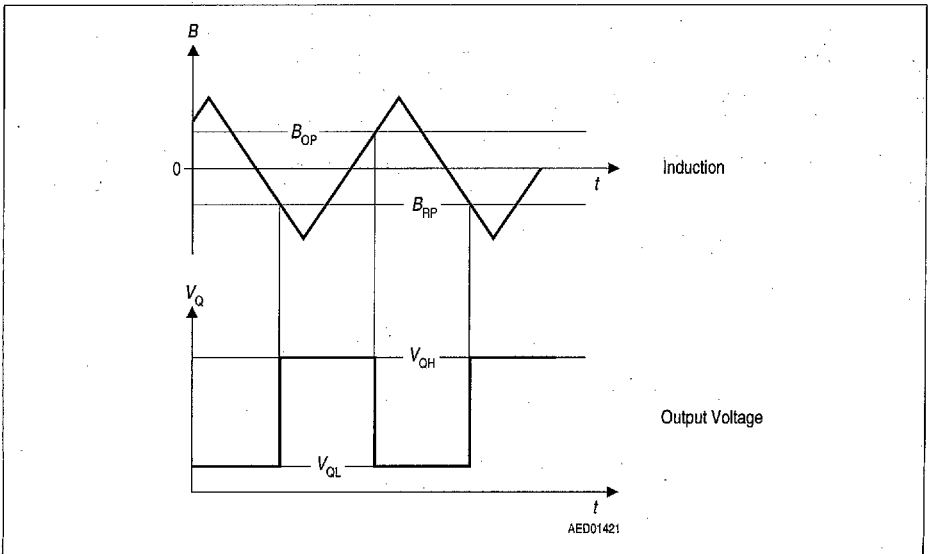 B
B_OP
0
t
Induction
B_RP
V_Q
V_QH
Output Voltage
V_QL
t
AED01421